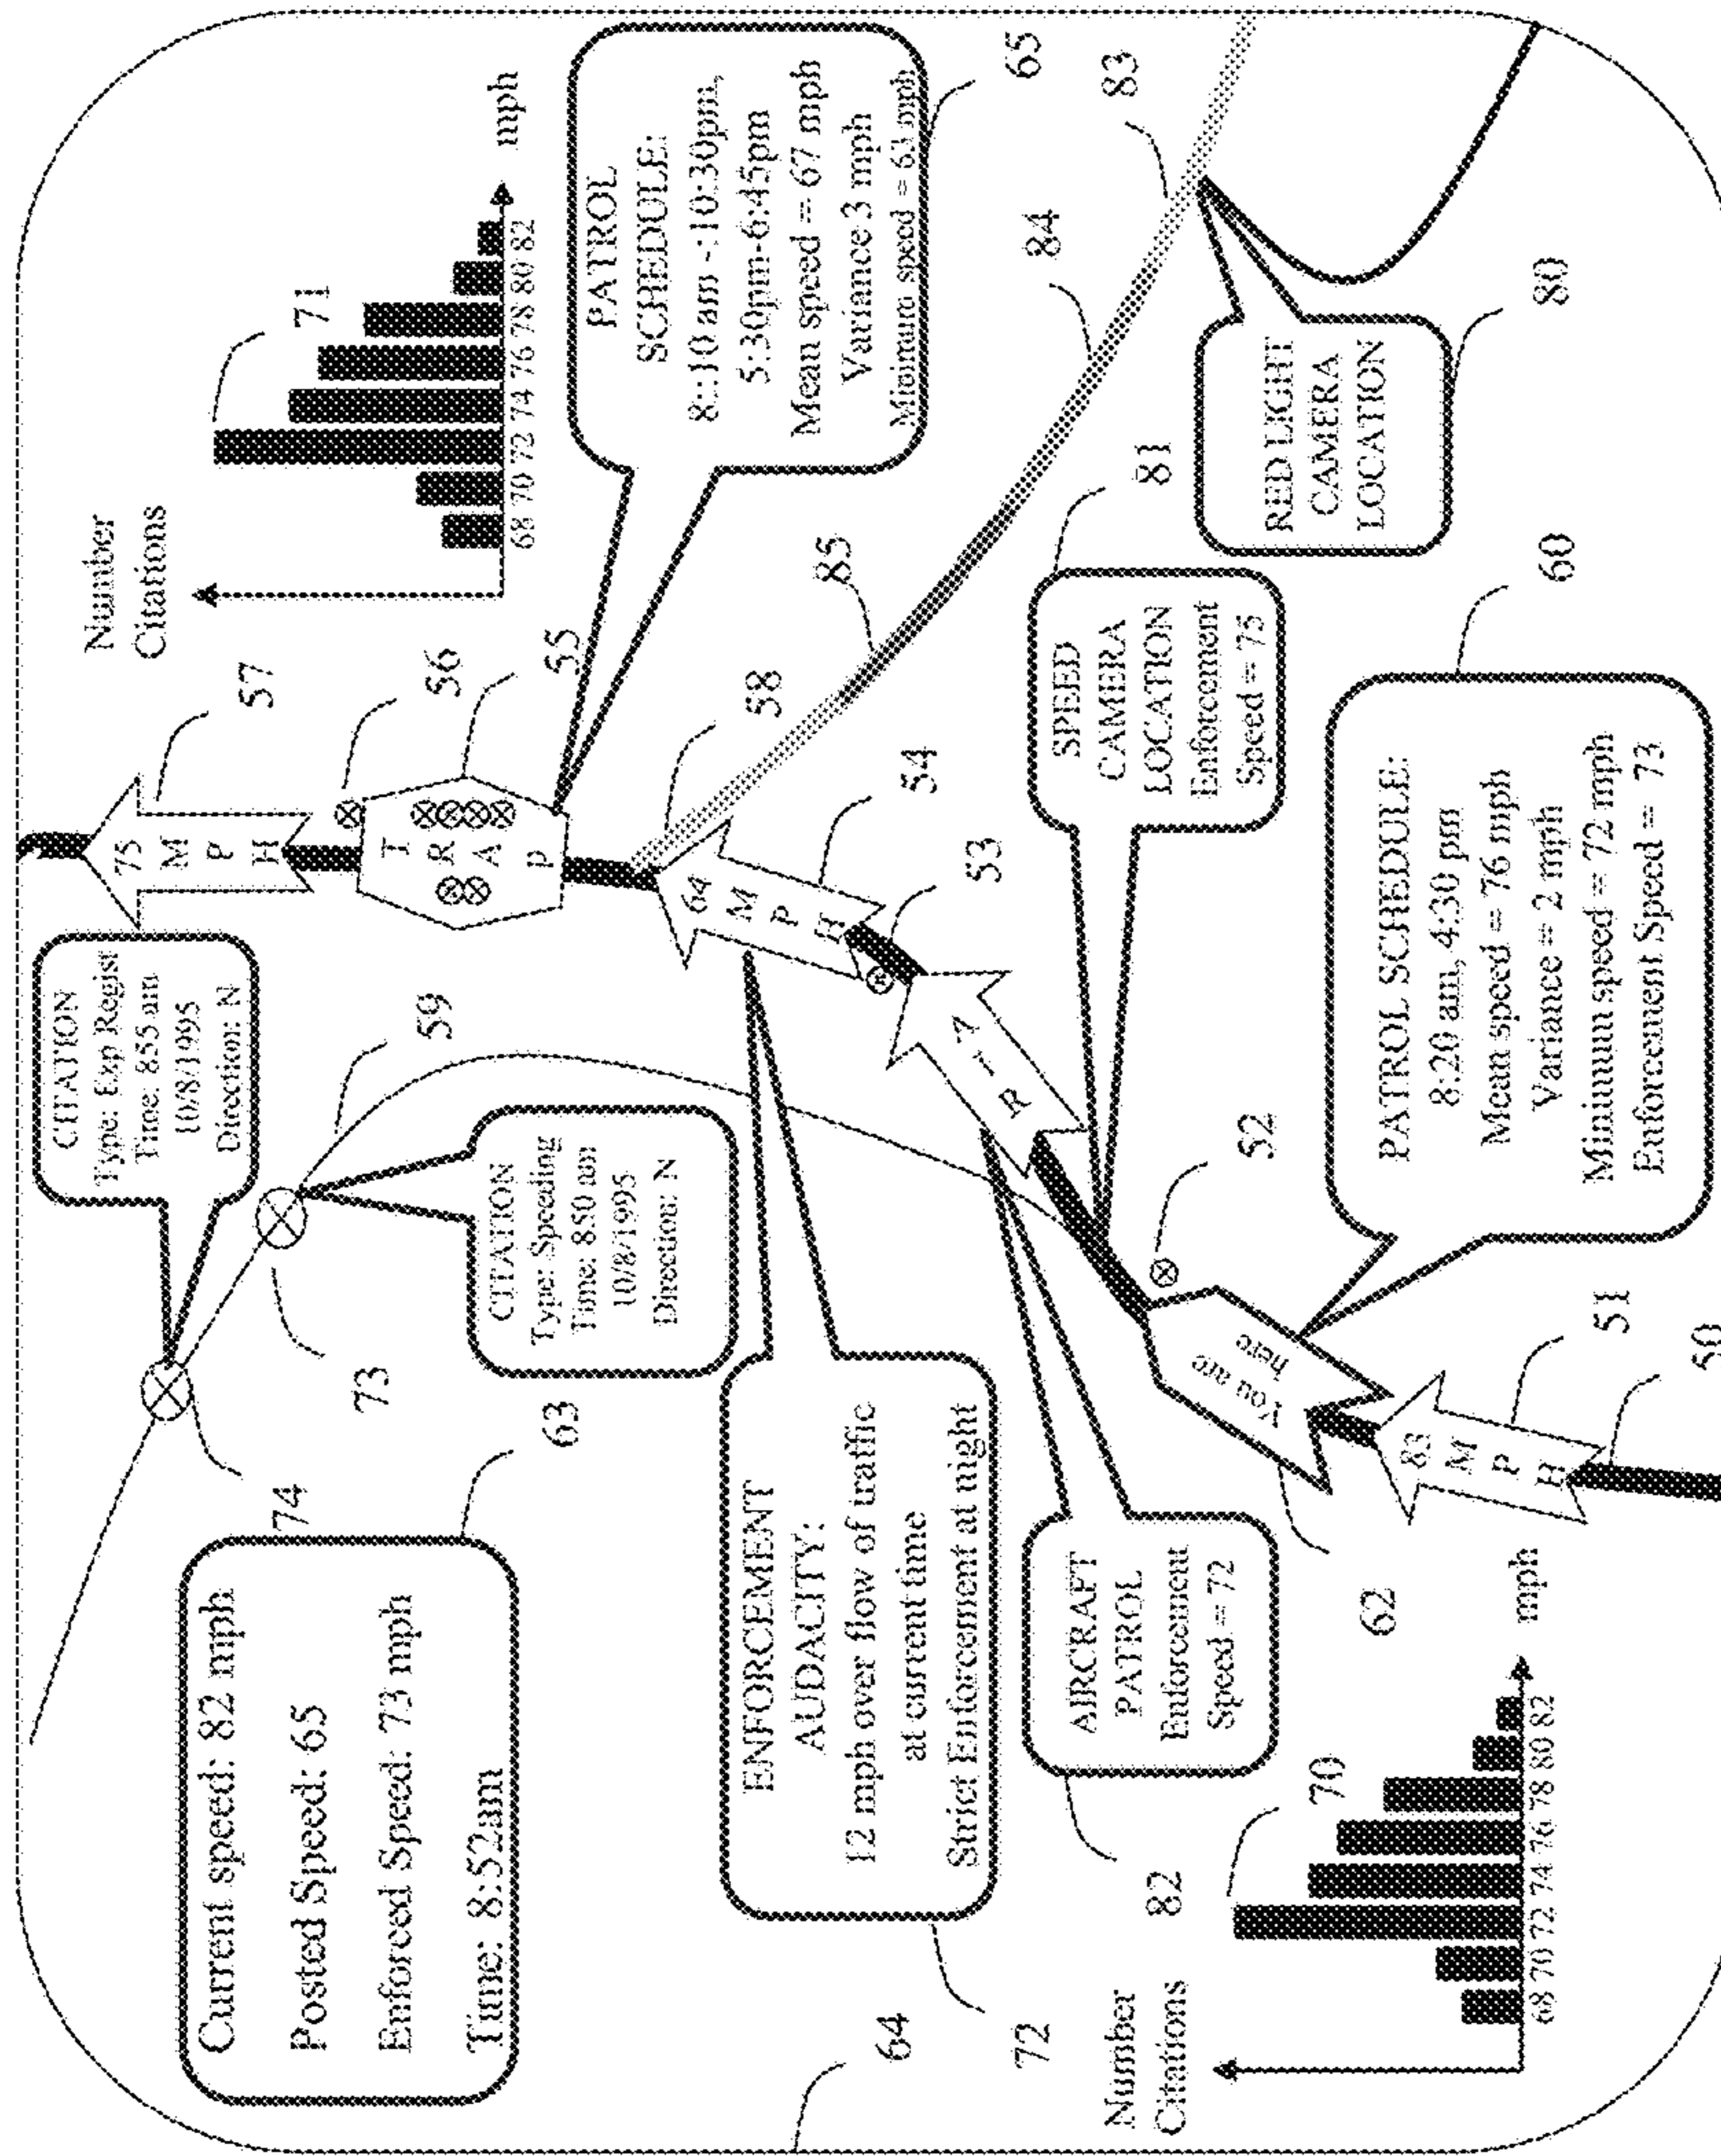 Current speed: 82 mph
Posted Speed: 65
Enforced Speed: 73 mph
Time: 8:52am
63
74
CITATION
Type: Exp Regist
Time: 855 am
10/8/1995
Direction: N
73
CITATION
Type: Speeding
Time: 850 am
10/8/1995
Direction: N
59
57
75
M
P
H
56
T
R
A
P
55
Number
Citations
71
68 70 72 74 76 78 80 82
mph
PATROL
SCHEDULE:
8::10 am -:10:30pm,
5:30pm-6:45pm
Mean speed = 67 mph
Variance 3 mph
Minimum speed = 63 mph
65
58
64
M
P
H
54
53
85
84
83
ENFORCEMENT
AUDACITY:
12 mph over flow of traffic
at current time
Strict Enforcement at night
72
64
AIRCRAFT
PATROL
Enforcement
Speed = 72
82
R - 7
SPEED
CAMERA
LOCATION
Enforcement
Speed = 75
81
RED LIGHT
CAMERA
LOCATION
80
Number
Citations
70
68 70 72 74 76 78 80 82
mph
62
You are
here
52
83
M
P
H
51
50
PATROL SCHEDULE:
8:20 am, 4:30 pm
Mean speed = 76 mph
Variance = 2 mph
Minimum speed = 72 mph
Enforcement Speed = 73
60